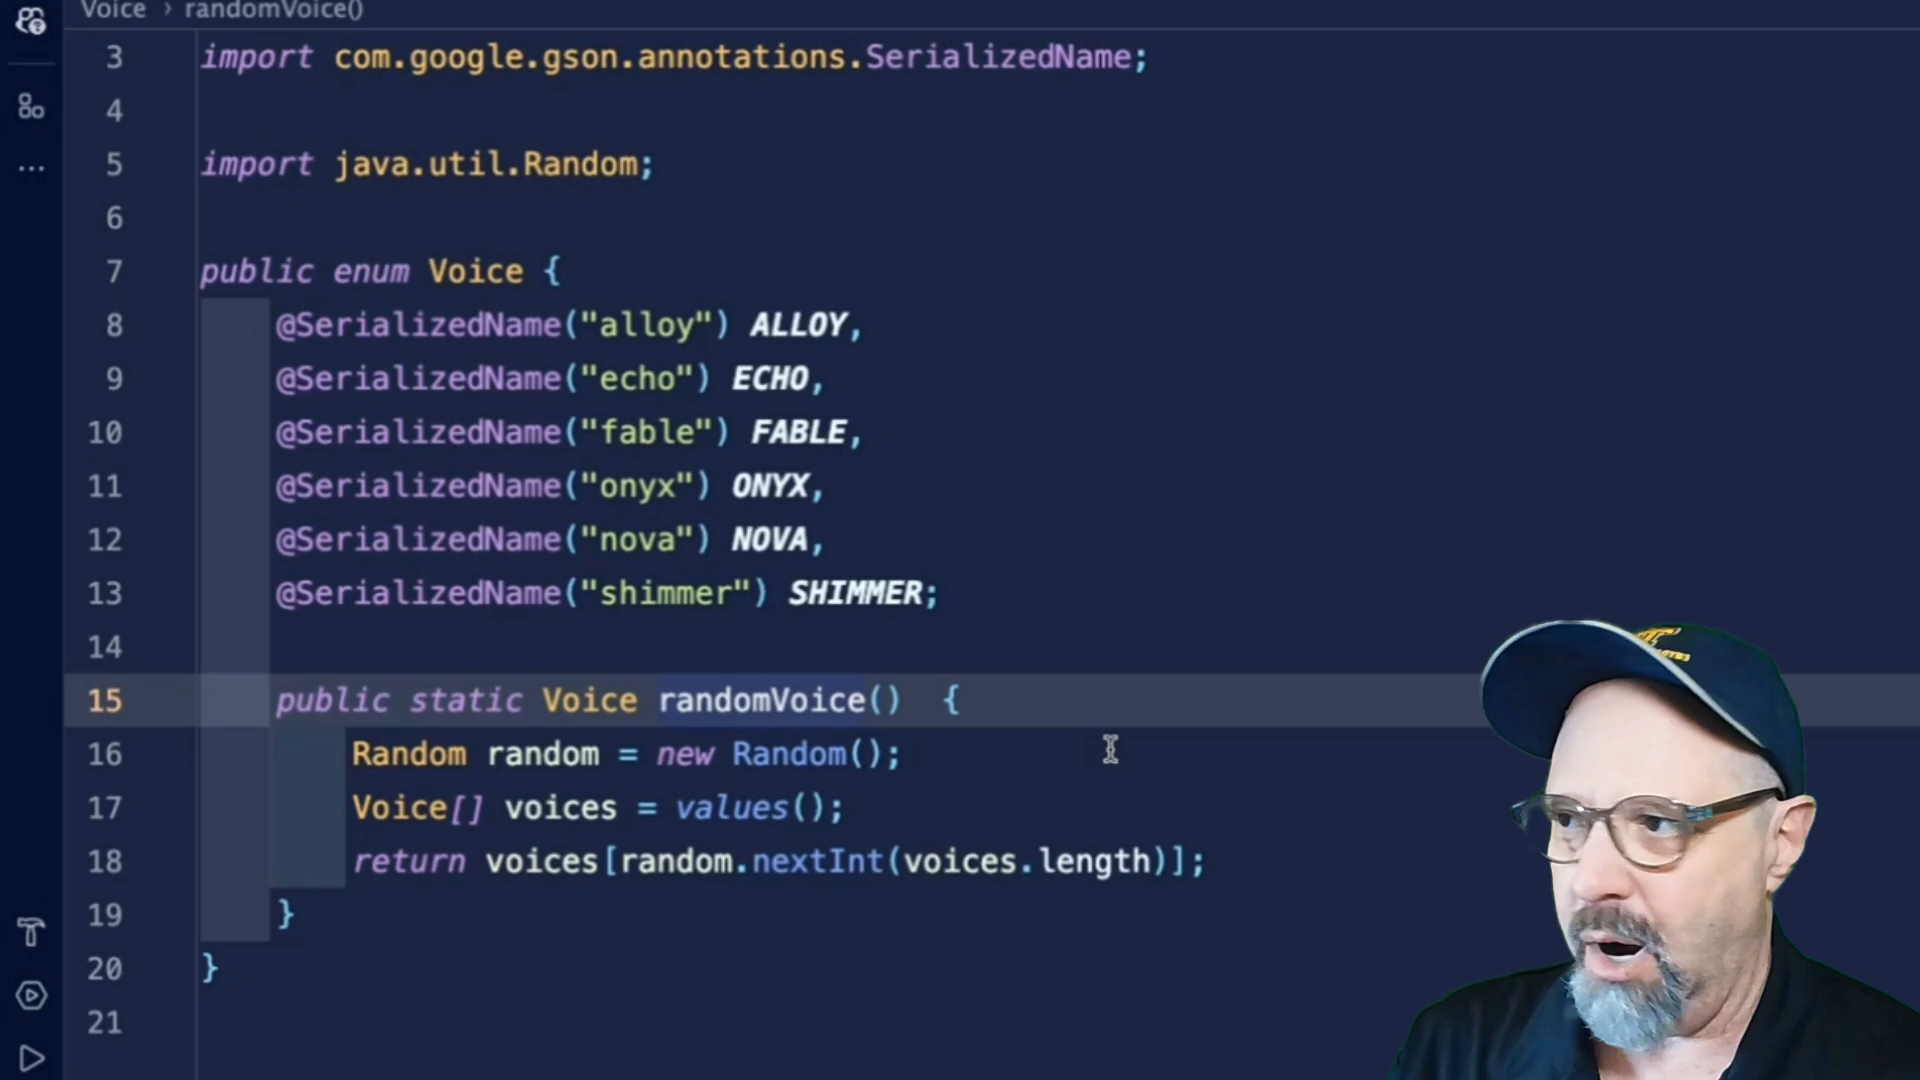 Voice › randomVoice()
3 import com.google.gson.annotations.SerializedName;
4
5 import java.util.Random;
6
7 public enum Voice {
8 @SerializedName("alloy") ALLOY,
9 @SerializedName("echo") ECHO,
10 @SerializedName("fable") FABLE,
11 @SerializedName("onyx") ONYX,
12 @SerializedName("nova") NOVA,
13 @SerializedName("shimmer") SHIMMER;
14
15 public static Voice randomVoice()  {
16 Random random = new Random();
17 Voice[] voices = values();
18 return voices[random.nextInt(voices.length)];
19 }
20 }
21